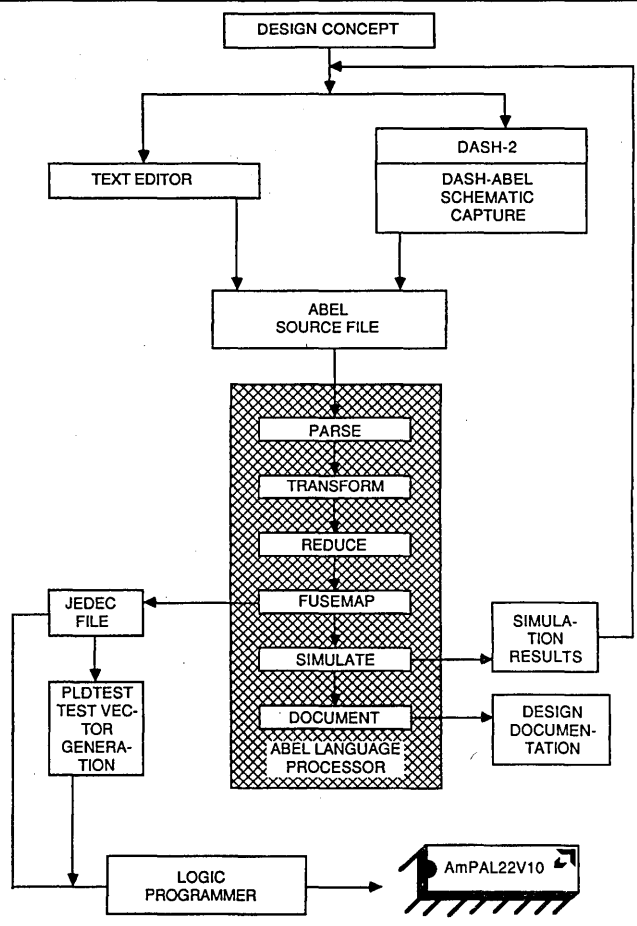 DESIGN CONCEPT
TEXT EDITOR
DASH-2
DASH-ABEL
SCHEMATIC
CAPTURE
ABEL
SOURCE FILE
PARSE
TRANSFORM
REDUCE
FUSEMAP
SIMULATE
DOCUMENT
ABEL LANGUAGE
PROCESSOR
JEDEC
FILE
PLDTEST
TEST VEC-
TOR
GENERA-
TION
SIMULA-
TION
RESULTS
DESIGN
DOCUMEN-
TATION
LOGIC
PROGRAMMER
AmPAL22V10